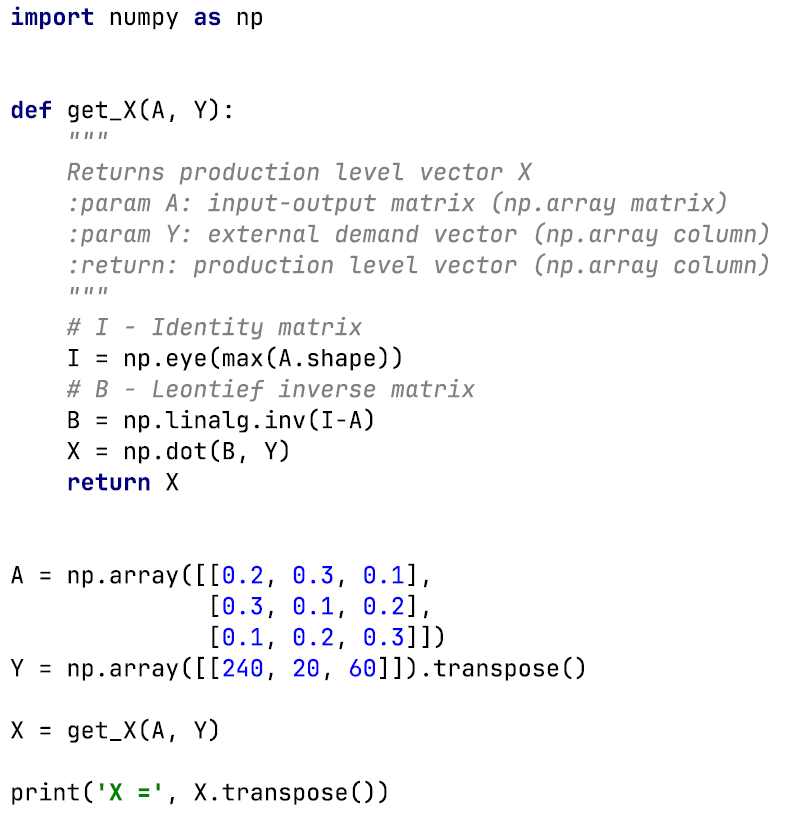 import numpy as np
def get_X(A, Y):
    """
    Returns production level vector X
    :param A: input-output matrix (np.array matrix)
    :param Y: external demand vector (np.array column)
    :return: production level vector (np.array column)
    """
    # I - Identity matrix
    I = np.eye(max(A.shape))
    # B - Leontief inverse matrix
    B = np.linalg.inv(I-A)
    X = np.dot(B, Y)
    return X
A = np.array([[0.2, 0.3, 0.1],
              [0.3, 0.1, 0.2],
              [0.1, 0.2, 0.3]])
Y = np.array([[240, 20, 60]]).transpose()
X = get_X(A, Y)
print('X =', X.transpose())